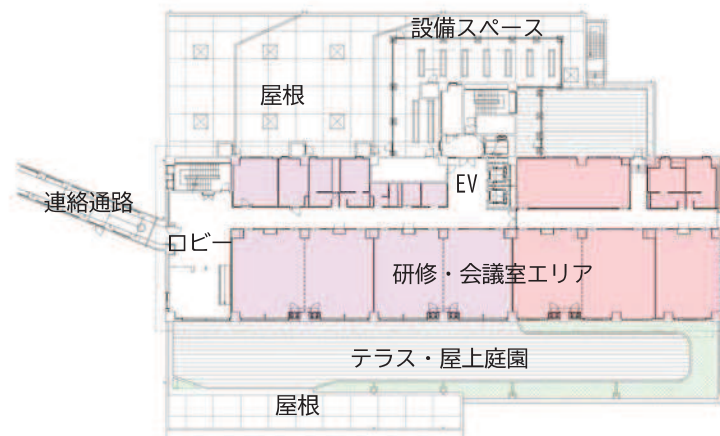 設備スペース
屋根
EV
連絡通路
ロビー
研修・会議室エリア
テラス・屋上庭園
屋根